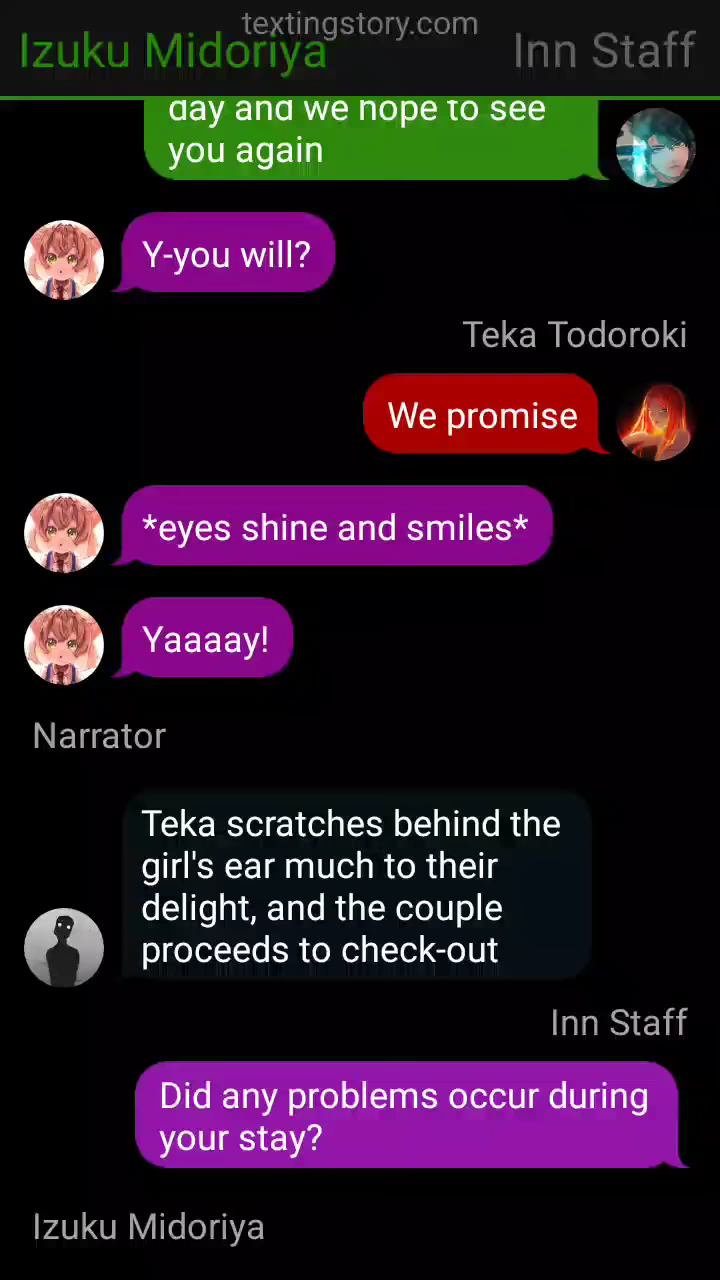 textingstory.com
Izuku Midoriya
Inn Staff
day and we hope to see
you again
Y-you will?
Teka Todoroki
We promise
*eyes shine and smiles*
Yaaaay!
Narrator
Teka scratches behind the
girl's ear much to their
delight, and the couple
proceeds to check-out
Inn Staff
Did any problems occur during
your stay?
Izuku Midoriya